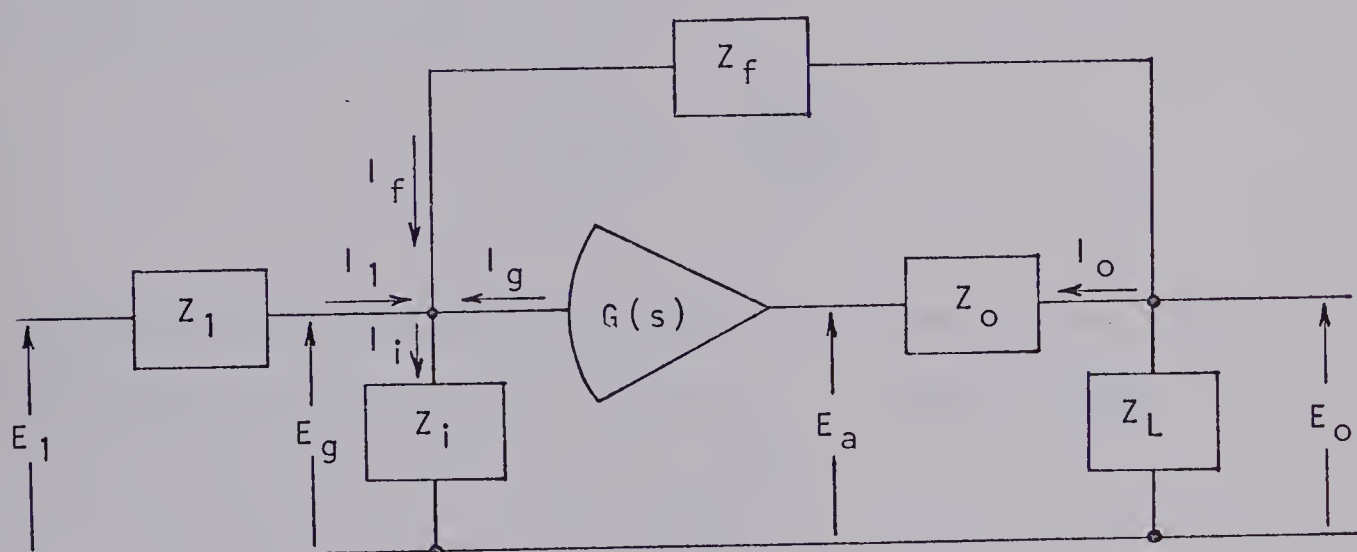 Z f
I f
I 1
I g
I o
Z 1
G(s)
Z o
I i
E 1
E g
Z i
E a
Z L
E o